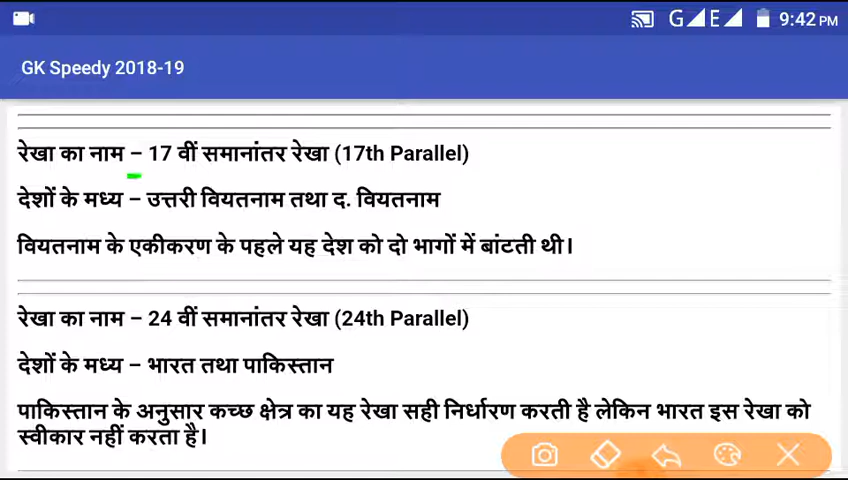 G E 9:42 PM
GK Speedy 2018-19
रेखा का नाम – 17 वीं समानांतर रेखा (17th Parallel)
देशों के मध्य – उत्तरी वियतनाम तथा द. वियतनाम
वियतनाम के एकीकरण के पहले यह देश को दो भागों में बांटती थी।
रेखा का नाम – 24 वीं समानांतर रेखा (24th Parallel)
देशों के मध्य – भारत तथा पाकिस्तान
पाकिस्तान के अनुसार कच्छ क्षेत्र का यह रेखा सही निर्धारण करती है लेकिन भारत इस रेखा को
स्वीकार नहीं करता है।